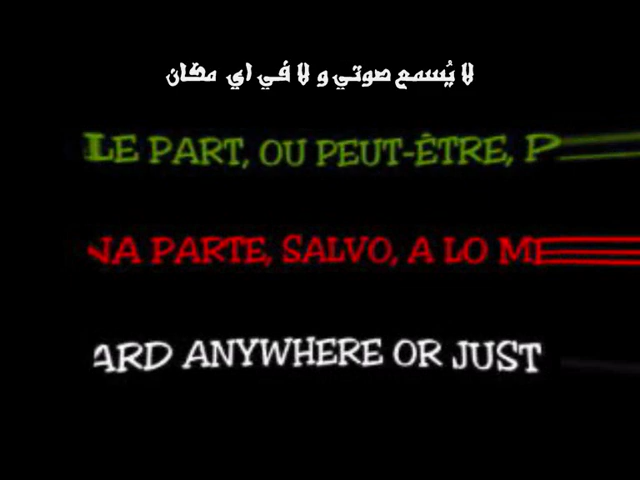 لا يُسمع صوتي و لا في اي مكان
LE PART, OU PEUT-ÊTRE, P
NA PARTE, SALVO, A LO ME
ARD ANYWHERE OR JUST